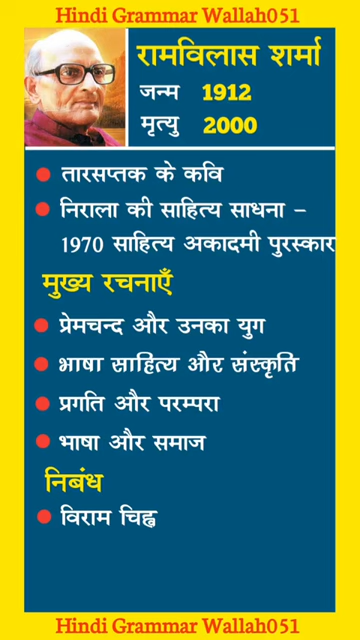 Hindi Grammar Wallah051
रामविलास शर्मा
जन्म 1912
मृत्यु 2000
तारसप्तक के कवि
निराला की साहित्य साधना –
1970 साहित्य अकादमी पुरस्कार
मुख्य रचनाएँ
प्रेमचन्द और उनका युग
भाषा साहित्य और संस्कृति
प्रगति और परम्परा
भाषा और समाज
निबंध
विराम चिह्न
Hindi Grammar Wallah051